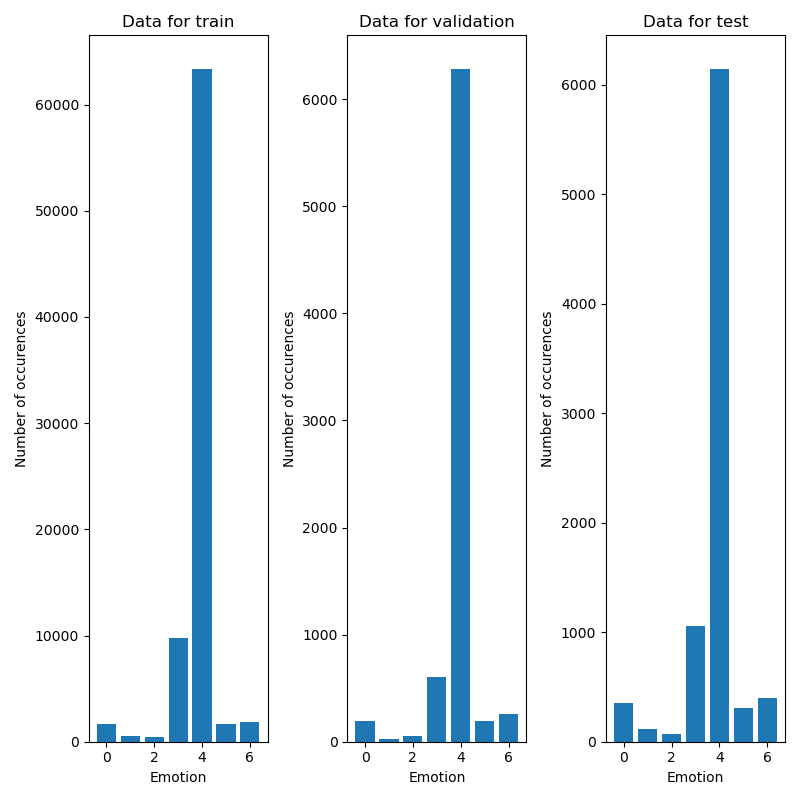 Data for train
Data for validation
Data for test
Number of occurences
60000
50000
40000
30000
20000
10000
0
0 2 4 6
Emotion
Number of occurences
6000
5000
4000
3000
2000
1000
0
0 2 4 6
Emotion
Number of occurences
6000
5000
4000
3000
2000
1000
0
0 2 4 6
Emotion